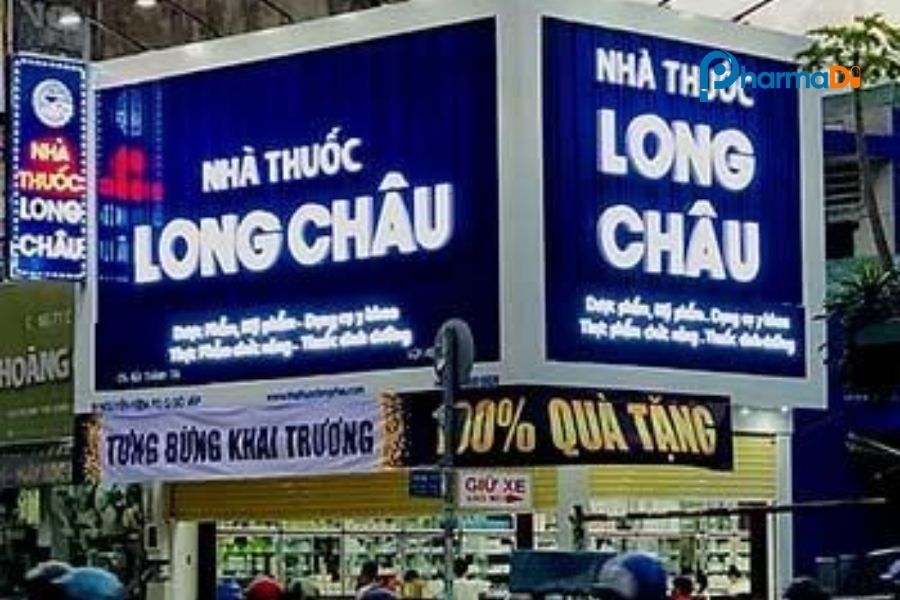 NHÀ
THUỐC
LONG
CHÂU
NHÀ THUỐC
LONG CHÂU
Dược Phẩm, Mỹ phẩm - Dụng cụ y khoa
Thực Phẩm chức năng - Thuốc dinh dưỡng
NHÀ THUỐC
LONG
CHÂU
Dược phẩm, Mỹ phẩm - Dụng cụ y khoa
Thực phẩm chức năng - Thuốc dinh dưỡng
PharmaDi
HOÀNG
TƯNG BỪNG KHAI TRƯƠNG
100% QUÀ TẶNG
GIỮ XE